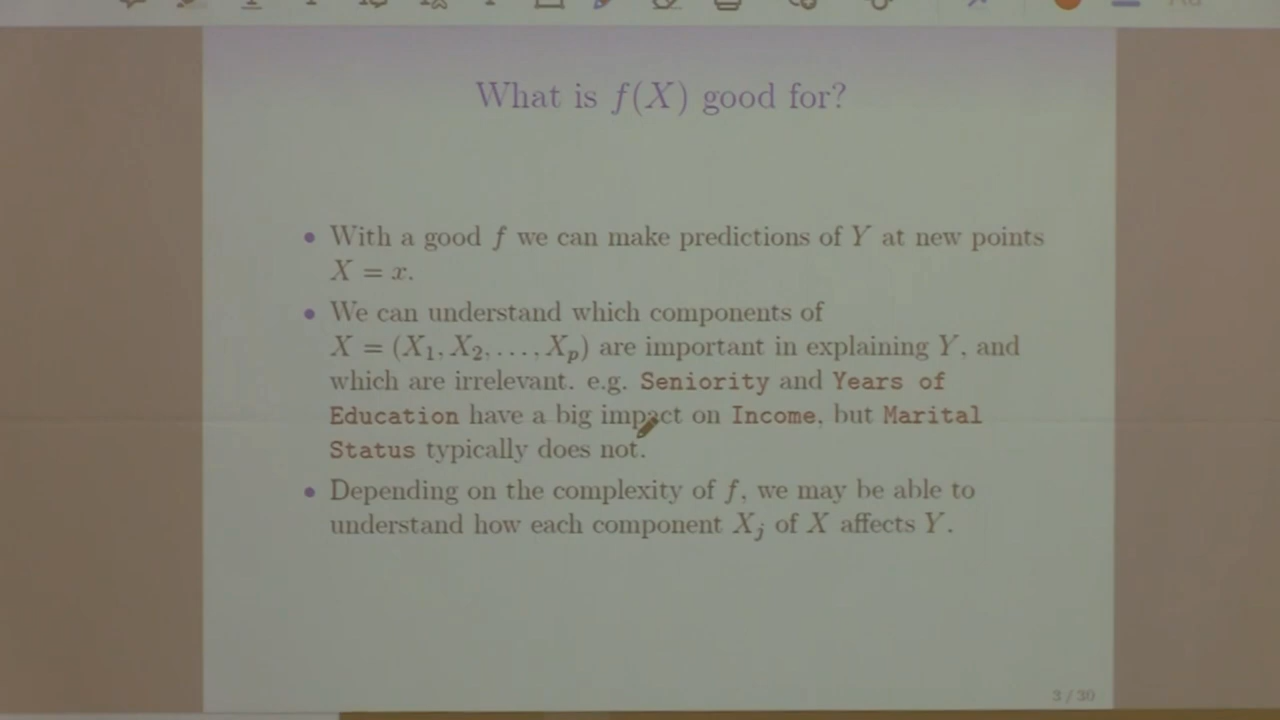 What is f(X) good for?
• With a good f we can make predictions of Y at new points
X = x.
• We can understand which components of
X = (X₁, X₂, . . . , Xₚ) are important in explaining Y, and
which are irrelevant. e.g. Seniority and Years of
Education have a big impact on Income, but Marital
Status typically does not.
• Depending on the complexity of f, we may be able to
understand how each component Xⱼ of X affects Y.
3 / 30